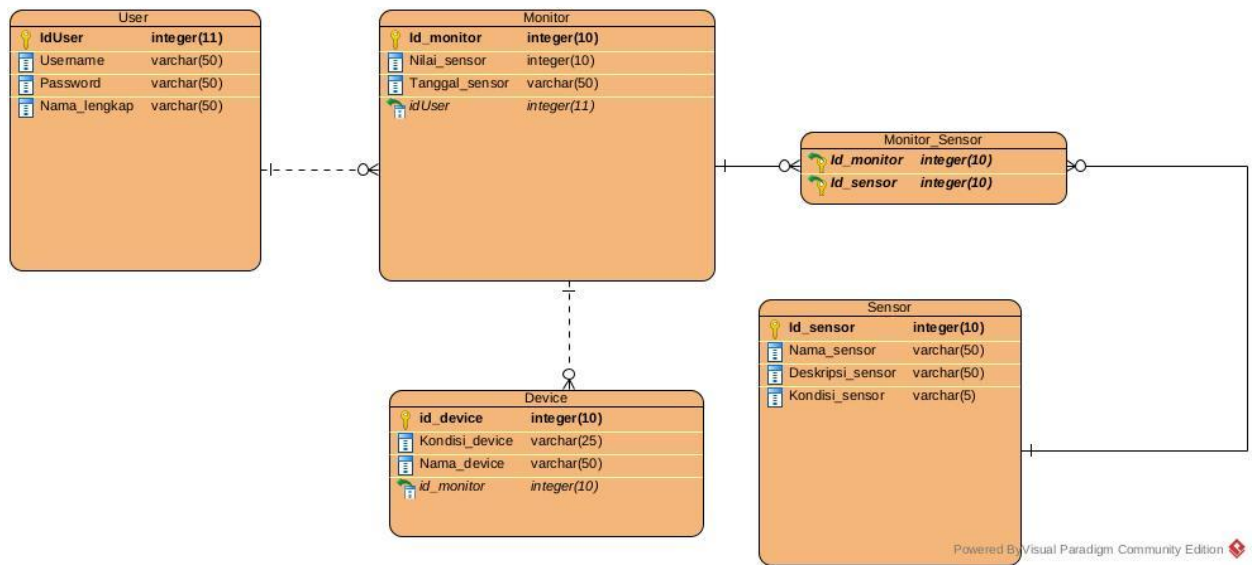 User
IdUser integer(11)
Username varchar(50)
Password varchar(50)
Nama_lengkap varchar(50)
Monitor
Id_monitor integer(10)
Nilai_sensor integer(10)
Tanggal_sensor varchar(50)
idUser integer(11)
Monitor_Sensor
Id_monitor integer(10)
Id_sensor integer(10)
Device
id_device integer(10)
Kondisi_device varchar(25)
Nama_device varchar(50)
id_monitor integer(10)
Sensor
Id_sensor integer(10)
Nama_sensor varchar(50)
Deskripsi_sensor varchar(50)
Kondisi_sensor varchar(5)
Powered By Visual Paradigm Community Edition